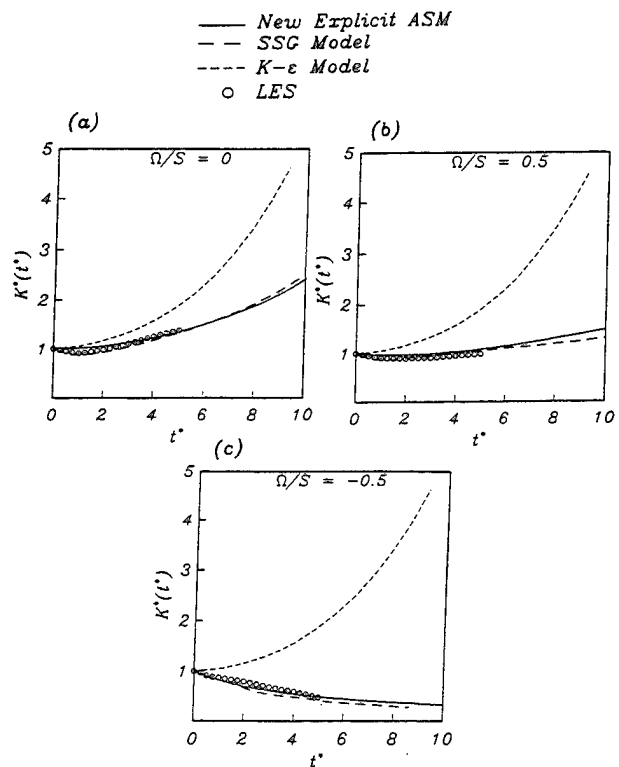 New Explicit ASM
SSG Model
K-ε Model
LES
(a)
Ω/S = 0
5
4
3
2
1
K*(t*)
0 2 4 6 8 10
t*
(b)
Ω/S = 0.5
5
4
3
2
1
0
K*(t*)
0 2 4 6 8 10
t*
(c)
Ω/S = -0.5
5
4
3
2
1
K*(t*)
0 2 4 6 8 10
t*